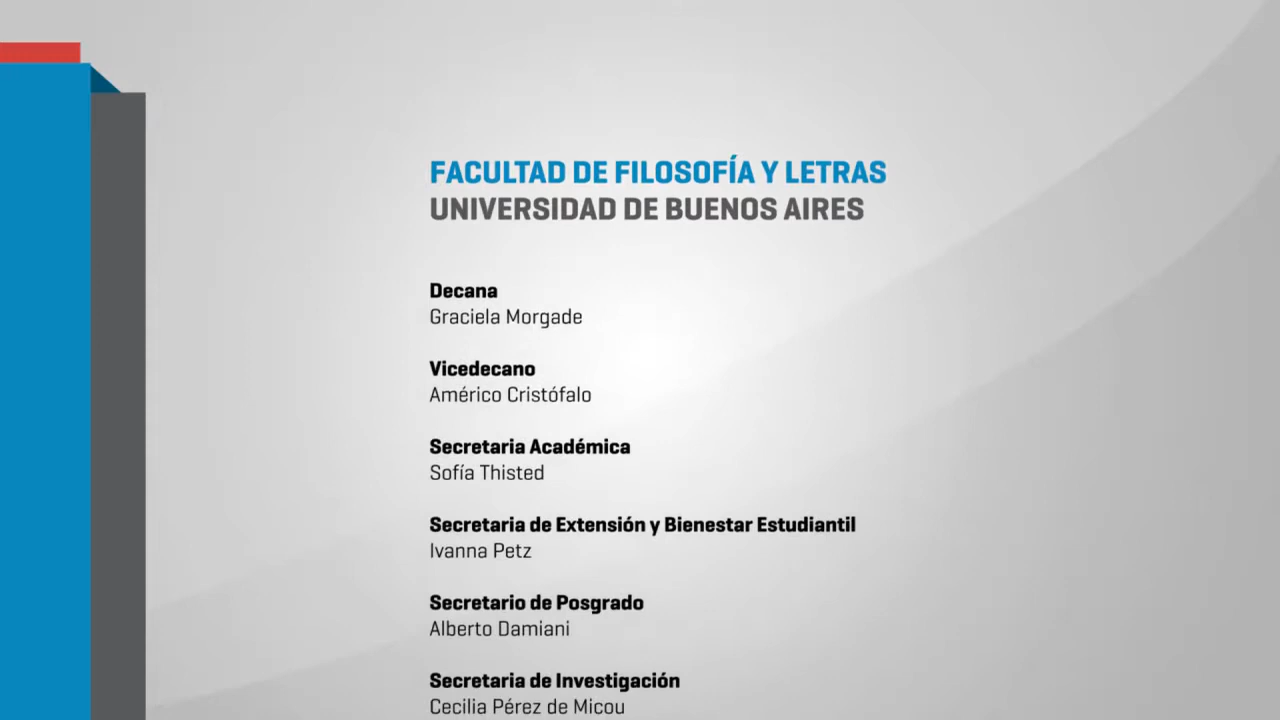 FACULTAD DE FILOSOFÍA Y LETRAS
UNIVERSIDAD DE BUENOS AIRES
Decana
Graciela Morgade
Vicedecano
Américo Cristófalo
Secretaria Académica
Sofía Thisted
Secretaria de Extensión y Bienestar Estudiantil
Ivanna Petz
Secretario de Posgrado
Alberto Damiani
Secretaria de Investigación
Cecilia Pérez de Micou